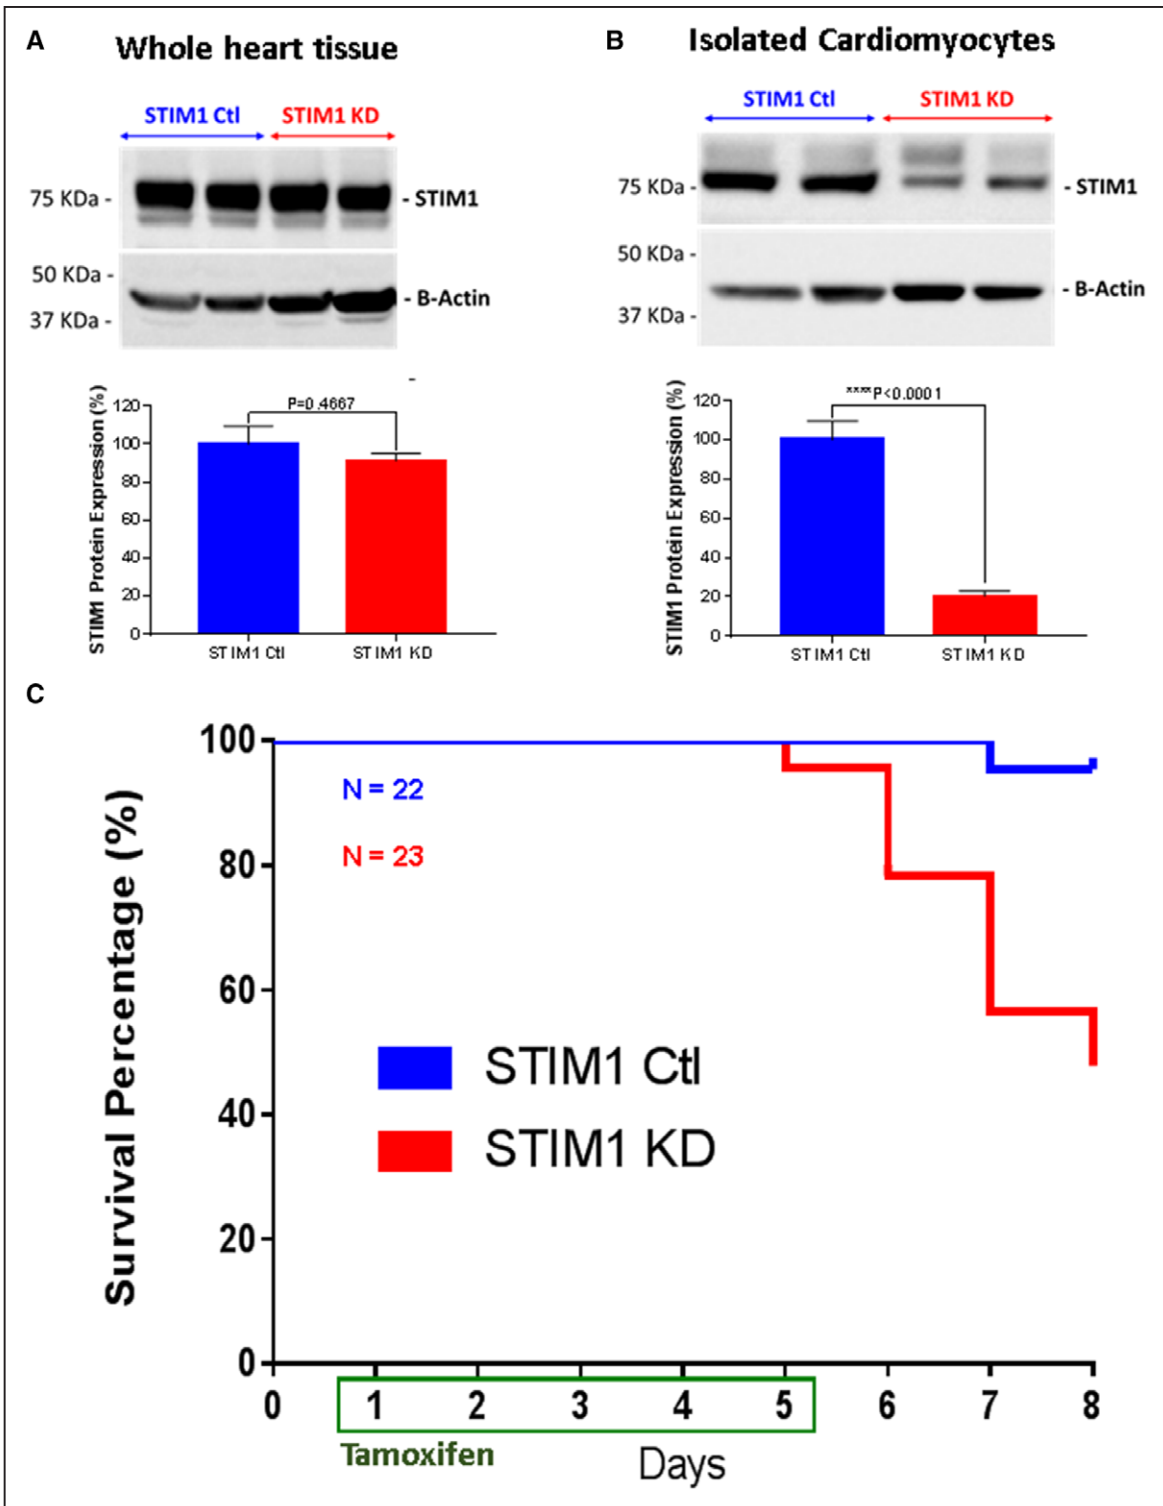 A
Whole heart tissue
STIM1 Ctl
STIM1 KD
75 KDa -
- STIM1
50 KDa -
- B-Actin
37 KDa -
STIM1 Protein Expression (%)
120
100
80
60
40
20
0
P=0.4667
STIM1 Ctl
STIM1 KD
B
Isolated Cardiomyocytes
STIM1 Ctl
STIM1 KD
75 KDa -
- STIM1
50 KDa -
- B-Actin
37 KDa -
STIM1 Protein Expression (%)
120
100
80
60
40
20
0
****P<0.0001
STIM1 Ctl
STIM1 KD
C
Survival Percentage (%)
100
80
60
40
20
0
N = 22
N = 23
STIM1 Ctl
STIM1 KD
0 1 2 3 4 5 6 7 8
Tamoxifen
Days